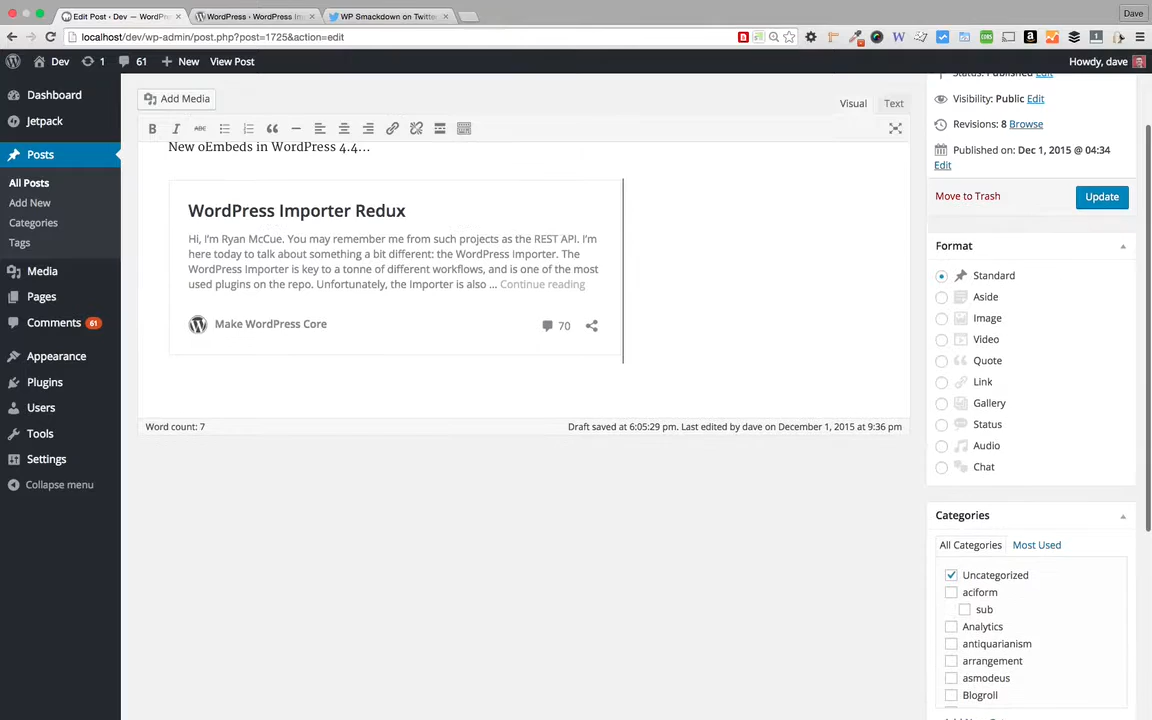 Edit Post ‹ Dev — WordPr
WordPress › WordPress Im
WP Smackdown on Twitte
Dave
localhost/dev/wp-admin/post.php?post=1725&action=edit
Dev
1
61
New
View Post
Howdy, dave
Dashboard
Jetpack
Posts
All Posts
Add New
Categories
Tags
Media
Pages
Comments 61
Appearance
Plugins
Users
Tools
Settings
Collapse menu
Add Media
Visual
Text
B I ABC
New oEmbeds in WordPress 4.4...
WordPress Importer Redux
Hi, I'm Ryan McCue. You may remember me from such projects as the REST API. I'm
here today to talk about something a bit different: the WordPress Importer. The
WordPress Importer is key to a tonne of different workflows, and is one of the most
used plugins on the repo. Unfortunately, the Importer is also ... Continue reading
Make WordPress Core
70
Word count: 7
Draft saved at 6:05:29 pm. Last edited by dave on December 1, 2015 at 9:36 pm
Status: Published Edit
Visibility: Public Edit
Revisions: 8 Browse
Published on: Dec 1, 2015 @ 04:34
Edit
Move to Trash
Update
Format
Standard
Aside
Image
Video
Quote
Link
Gallery
Status
Audio
Chat
Categories
All Categories
Most Used
Uncategorized
aciform
sub
Analytics
antiquarianism
arrangement
asmodeus
Blogroll